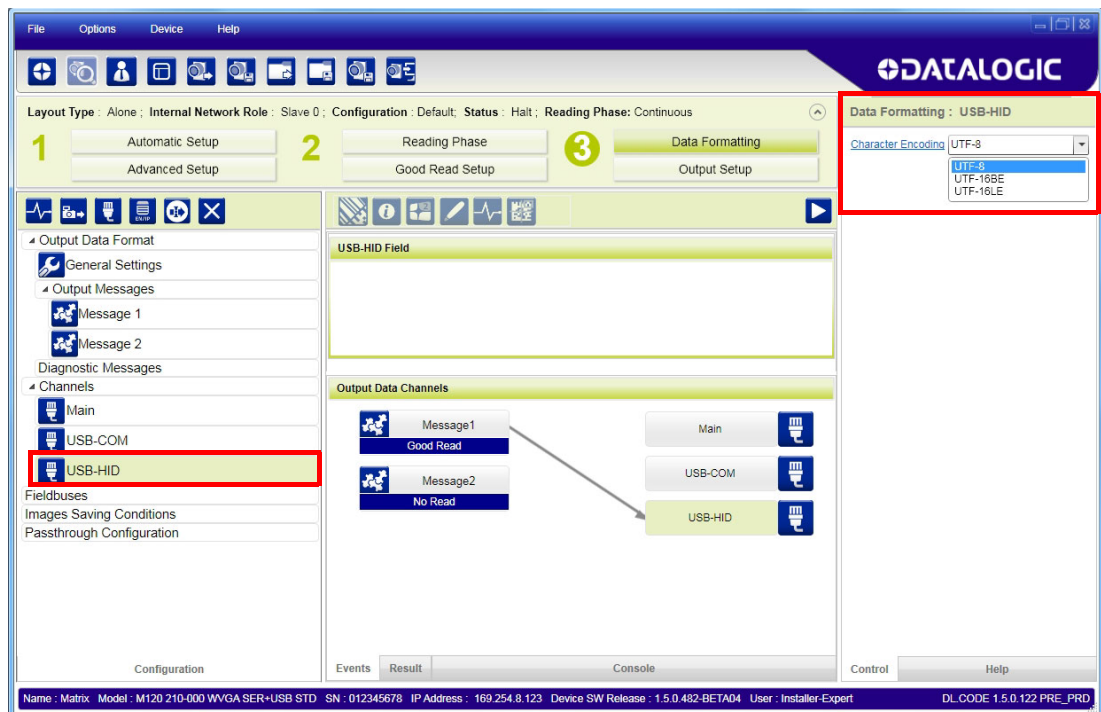 File Options Device Help
DATALOGIC
Layout Type : Alone ; Internal Network Role : Slave 0 ; Configuration : Default; Status : Halt ; Reading Phase: Continuous
1 Automatic Setup
Advanced Setup
2 Reading Phase
Good Read Setup
3 Data Formatting
Output Setup
Data Formatting : USB-HID
Character Encoding UTF-8
UTF-8
UTF-16BE
UTF-16LE
EN/IP
Output Data Format
General Settings
Output Messages
Message 1
Message 2
Diagnostic Messages
Channels
Main
USB-COM
USB-HID
Fieldbuses
Images Saving Conditions
Passthrough Configuration
Configuration
USB-HID Field
Output Data Channels
Message1
Good Read
Message2
No Read
Main
USB-COM
USB-HID
Events Result Console
Control Help
Name : Matrix Model : M120 210-000 WVGA SER+USB STD SN : 012345678 IP Address : 169.254.8.123 Device SW Release : 1.5.0.482-BETA04 User : Installer-Expert DL.CODE 1.5.0.122 PRE_PRD